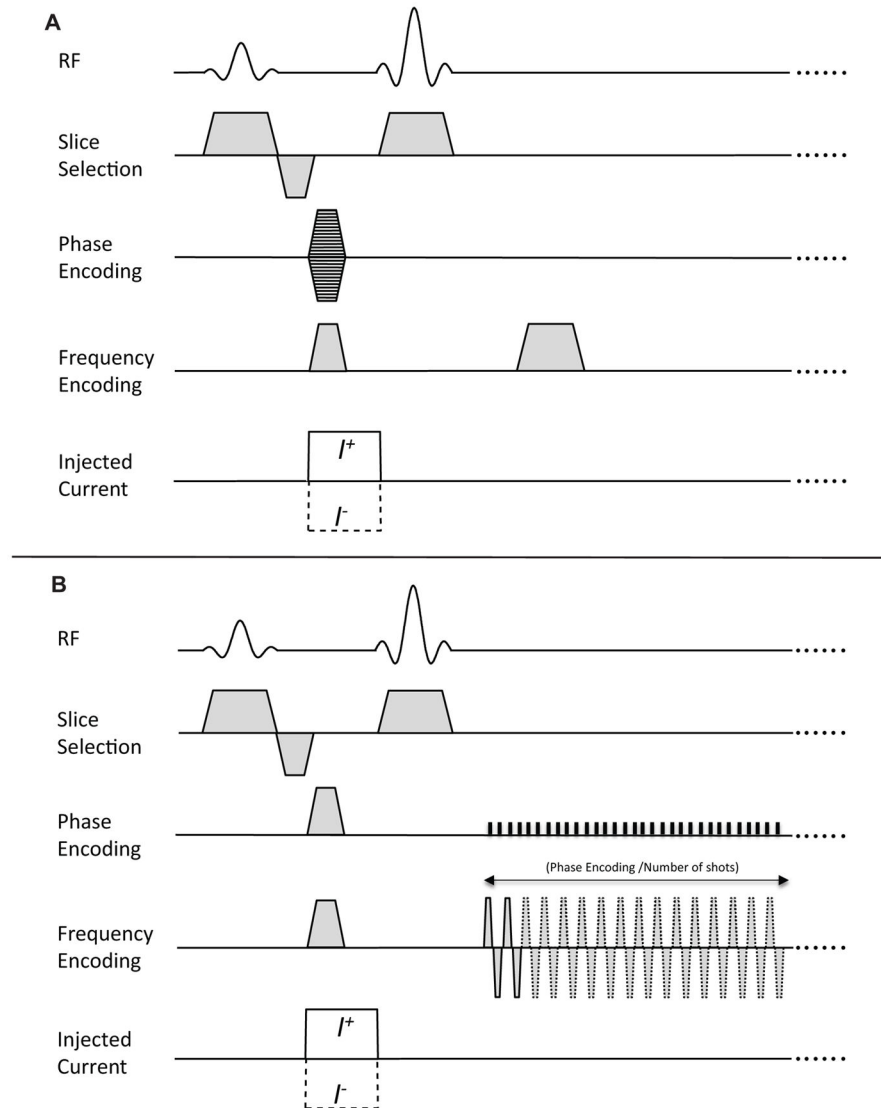 A
RF
Slice
Selection
Phase
Encoding
Frequency
Encoding
I+
Injected
Current
I-
B
RF
Slice
Selection
Phase
Encoding
(Phase Encoding /Number of shots)
Frequency
Encoding
I+
Injected
Current
I-